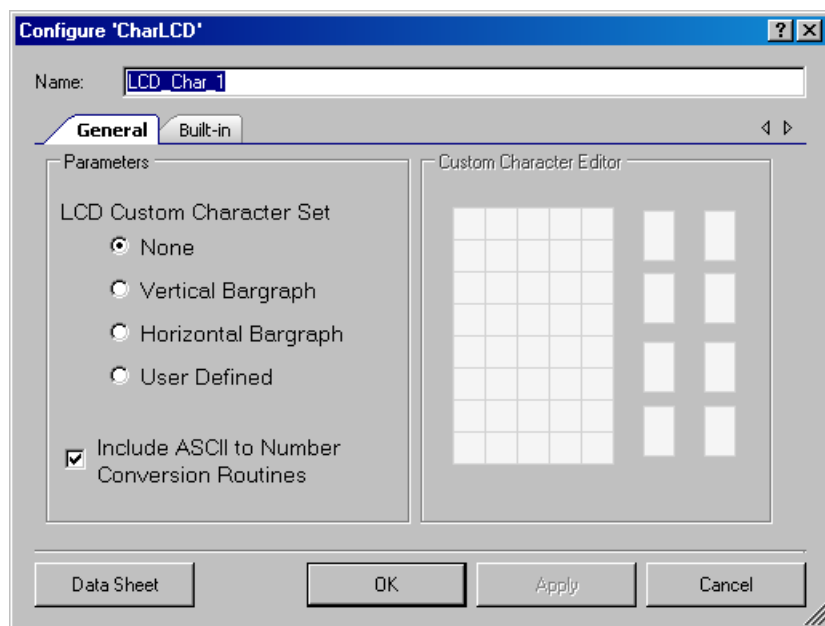 Configure 'CharLCD'
Name: LCD_Char_1
General Built-in
Parameters
LCD Custom Character Set
None
Vertical Bargraph
Horizontal Bargraph
User Defined
Include ASCII to Number
Conversion Routines
Custom Character Editor
Data Sheet OK Apply Cancel